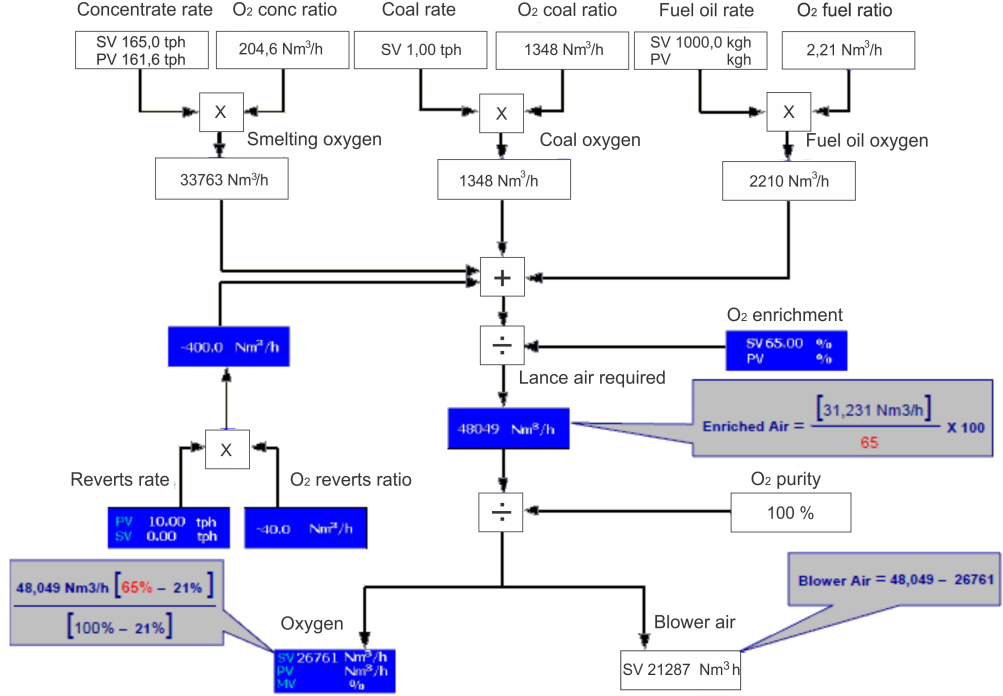 Concentrate rate
O₂ conc ratio
Coal rate
O₂ coal ratio
Fuel oil rate
O₂ fuel ratio
SV 165,0 tph
PV 161,6 tph
204,6 Nm³/h
SV 1,00 tph
1348 Nm³/h
SV 1000,0 kgh
PV kgh
2,21 Nm³/h
X
X
X
Smelting oxygen
Coal oxygen
Fuel oil oxygen
33763 Nm³/h
1348 Nm³/h
2210 Nm³/h
+
O₂ enrichment
-400.0 Nm³/h
÷
SV 65.00 %
PV %
Lance air required
48049 Nm³/h
Enriched Air = [31,231 Nm3/h] / 65 X 100
X
Reverts rate
O₂ reverts ratio
O₂ purity
PV 10.00 tph
SV 0.00 tph
-40.0 Nm³/h
÷
100 %
48,049 Nm3/h [65% – 21% ]
[100% – 21%]
Blower Air = 48,049 – 26761
Oxygen
Blower air
SV 26761 Nm³/h
PV Nm³/h
MV %
SV 21287 Nm³ h